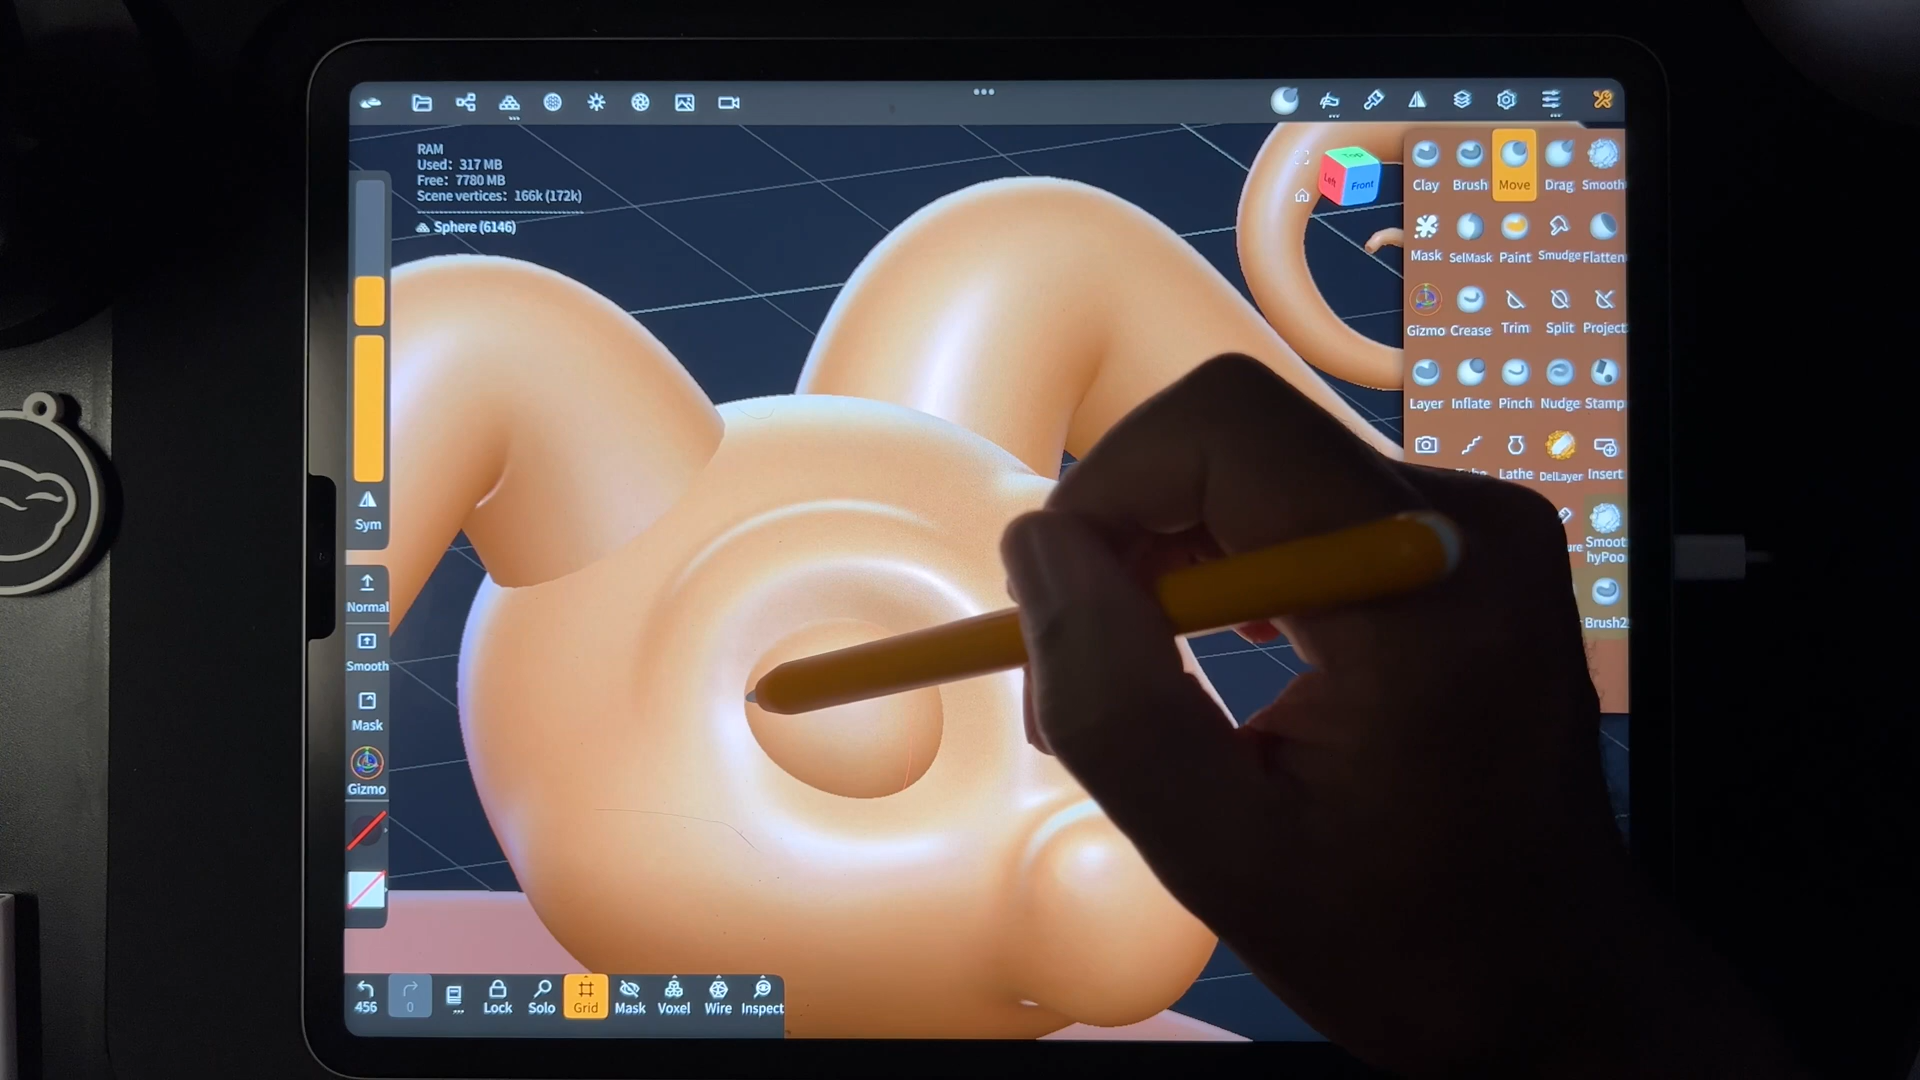 RAM
Used: 317 MB
Free: 7780 MB
Scene vertices: 166k (172k)
Sphere (6146)
Top
Left
Front
Clay
Brush
Move
Drag
Smooth
Mask
SelMask
Paint
Smudge
Flatten
Gizmo
Crease
Trim
Split
Project
Layer
Inflate
Pinch
Nudge
Stamp
Lathe
DelLayer
Insert
Smoot
hyPoo
Brush2
Sym
Normal
Smooth
Mask
Gizmo
456
0
Lock
Solo
Grid
Mask
Voxel
Wire
Inspect